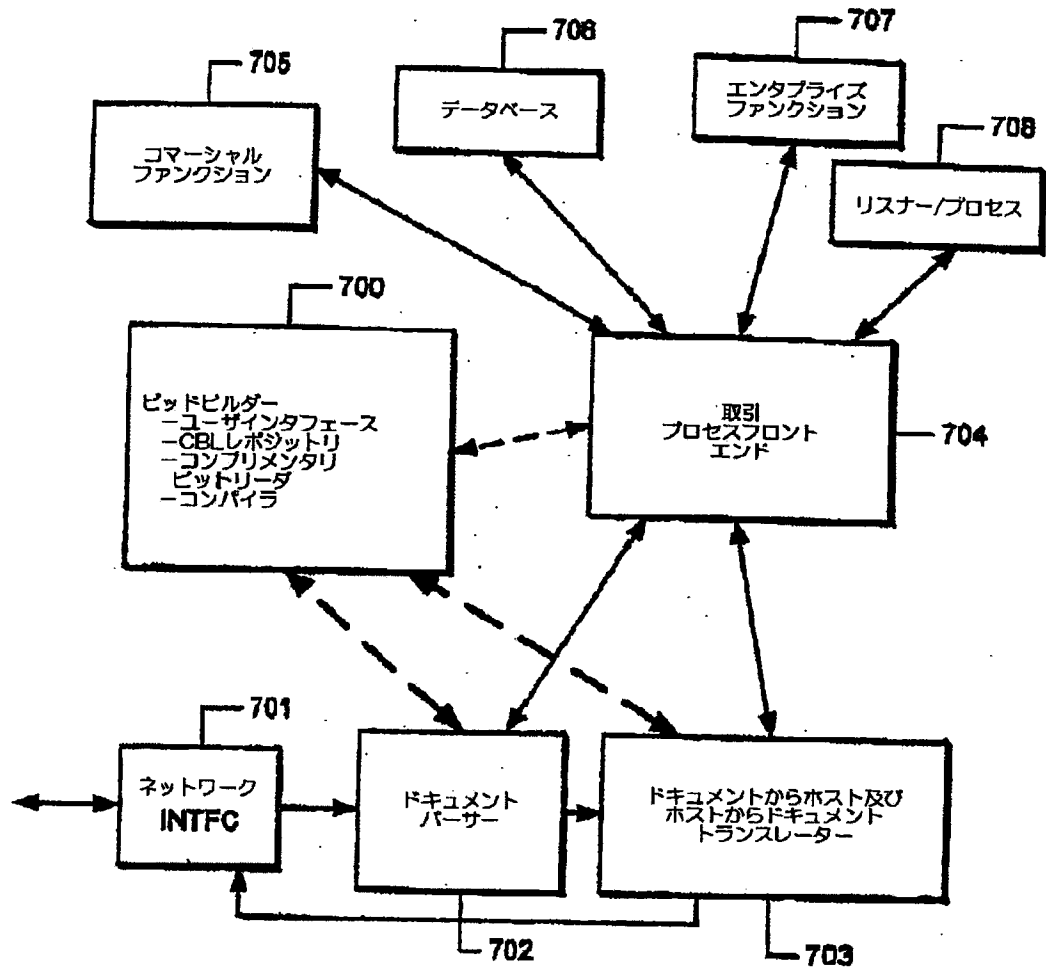 706
707
705
データベース
エンタプライズ
ファンクション
708
コマーシャル
ファンクション
リスナー/プロセス
700
ビッドビルダー
－ユーザインタフェース
－CBLレポジットリ
－コンプリメンタリ
ビットリーダ
－コンパイラ
取引
プロセスフロント
エンド
704
701
ネットワーク
INTFC
ドキュメント
パーサー
ドキュメントからホスト及び
ホストからドキュメント
トランスレーター
702
703